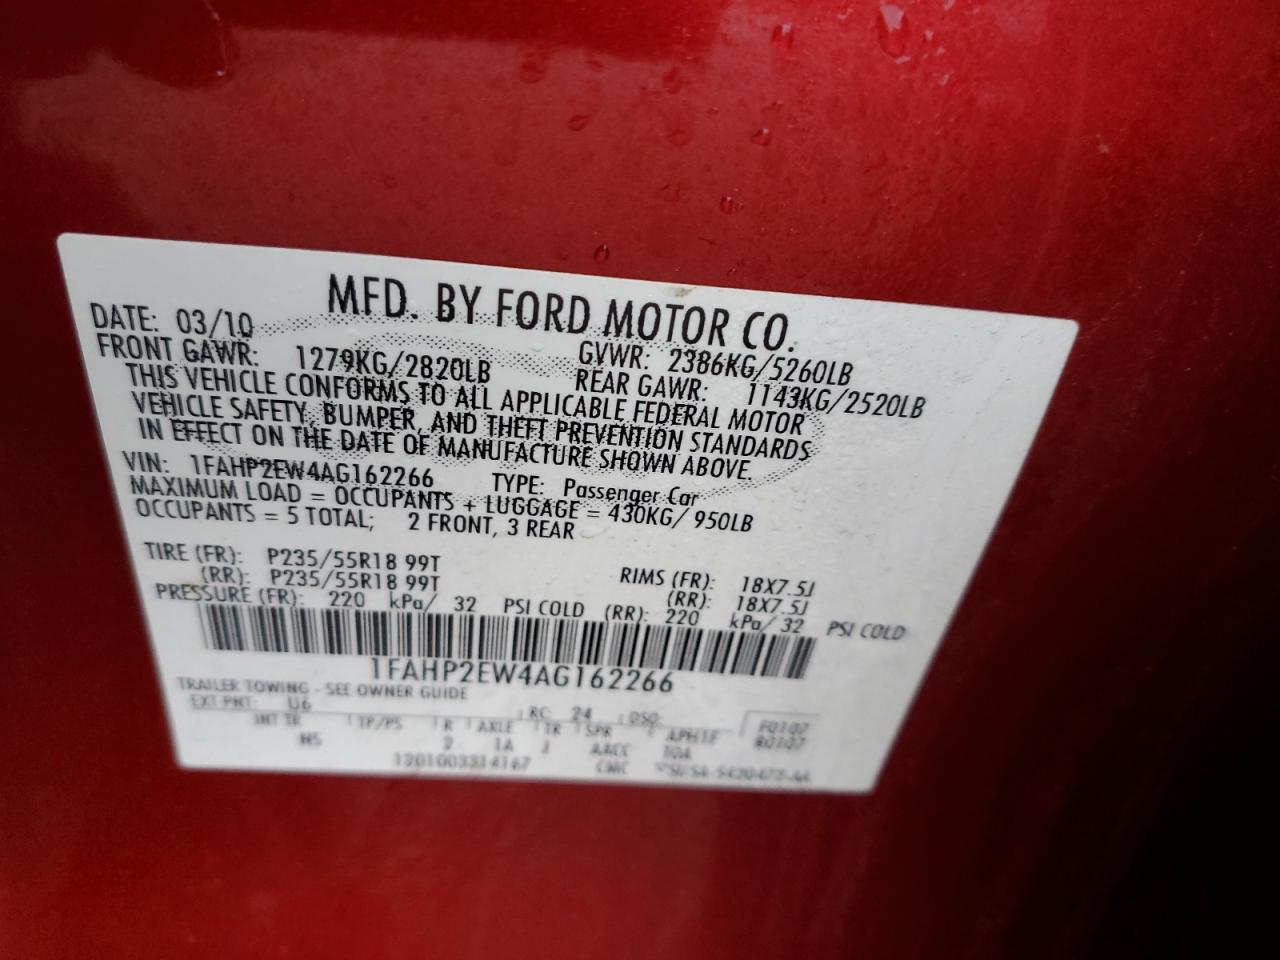 MFD. BY FORD MOTOR CO.
DATE: 03/10 GVWR: 2386KG/5260LB
FRONT GAWR: 1279KG/2820LB REAR GAWR: 1143KG/2520LB
THIS VEHICLE CONFORMS TO ALL APPLICABLE FEDERAL MOTOR
VEHICLE SAFETY, BUMPER, AND THEFT PREVENTION STANDARDS
IN EFFECT ON THE DATE OF MANUFACTURE SHOWN ABOVE.
VIN: 1FAHP2EW4AG162266 TYPE: Passenger Car
MAXIMUM LOAD = OCCUPANTS + LUGGAGE = 430KG/ 950LB
OCCUPANTS = 5 TOTAL; 2 FRONT, 3 REAR
TIRE (FR): P235/55R18 99T RIMS (FR): 18X7.5J
(RR): P235/55R18 99T (RR): 18X7.5J
PRESSURE (FR): 220 kPa/ 32 PSI COLD (RR): 220 kPa/ 32 PSI COLD
1FAHP2EW4AG162266
TRAILER TOWING - SEE OWNER GUIDE
EXT PNT: U6 RC: 24 DSO:
INT TR TP/PS R AXLE TR SPR
2 1A J AACC